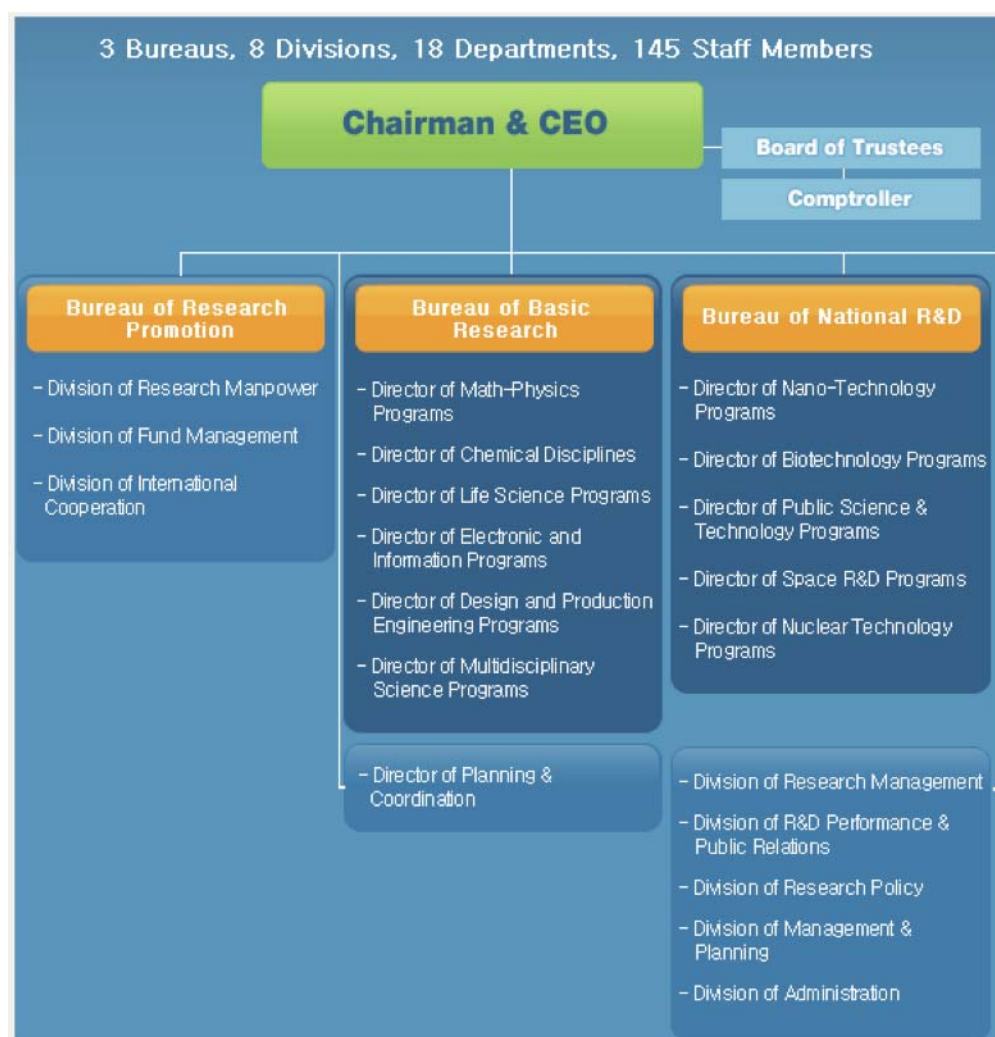 3 Bureaus, 8 Divisions, 18 Departments, 145 Staff Members
Chairman & CEO
Board of Trustees
Comptroller
Bureau of Research
Promotion
- Division of Research Manpower
- Division of Fund Management
- Division of International
Cooperation
Bureau of Basic
Research
- Director of Math-Physics
Programs
- Director of Chemical Disciplines
- Director of Life Science Programs
- Director of Electronic and
Information Programs
- Director of Design and Production
Engineering Programs
- Director of Multidisciplinary
Science Programs
- Director of Planning &
Coordination
Bureau of National R&D
- Director of Nano-Technology
Programs
- Director of Biotechnology Programs
- Director of Public Science &
Technology Programs
- Director of Space R&D Programs
- Director of Nuclear Technology
Programs
- Division of Research Management
- Division of R&D Performance &
Public Relations
- Division of Research Policy
- Division of Management &
Planning
- Division of Administration